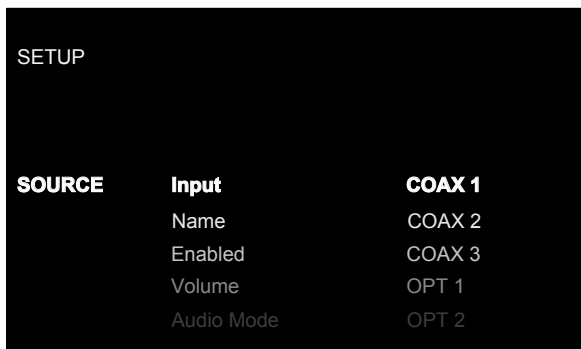 SETUP
SOURCE Input COAX 1
Name COAX 2
Enabled COAX 3
Volume OPT 1
Audio Mode OPT 2